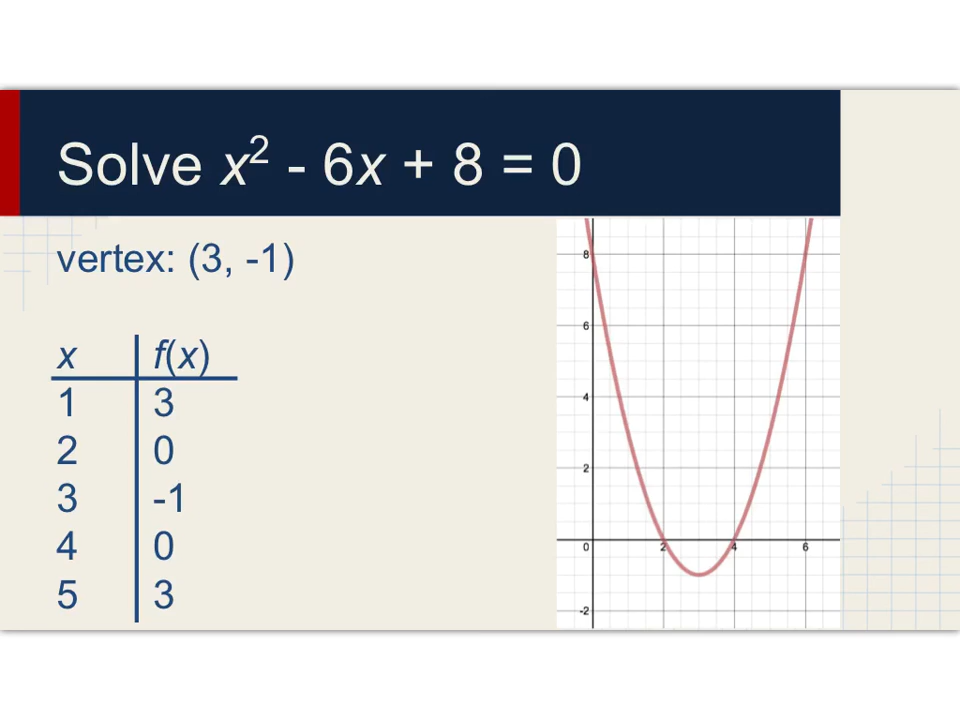 Solve x² - 6x + 8 = 0
vertex: (3, -1)
x f(x)
1 3
2 0
3 -1
4 0
5 3
8
6
4
2
0 2 4 6
-2